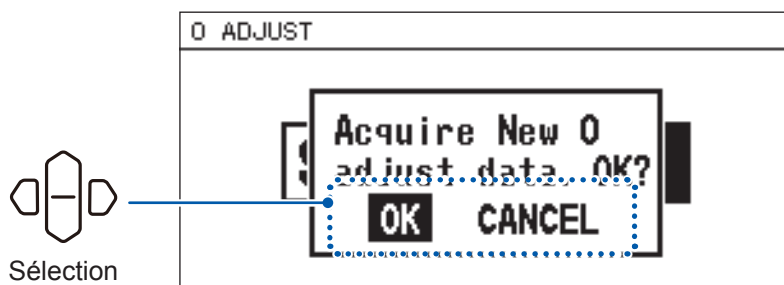 0 ADJUST
Acquire New 0
adjust data. OK?
OK CANCEL
Sélection